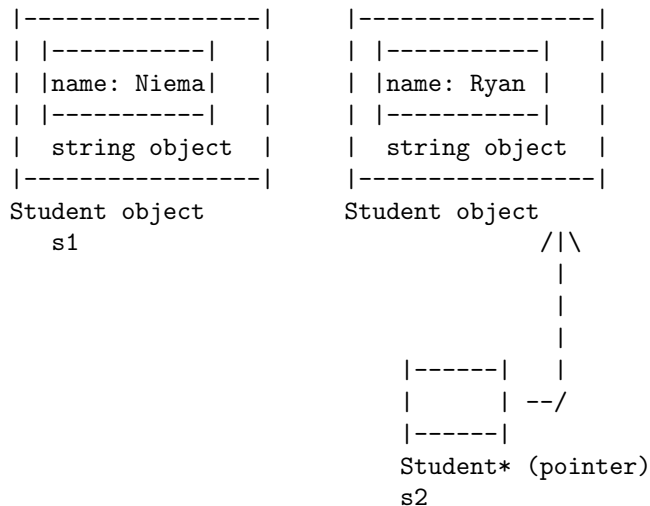 |-----------------|     |-----------------|
| |-----------|   |     | |-----------|   |
| |name: Niema|   |     | |name: Ryan |   |
| |-----------|   |     | |-----------|   |
|  string object  |     |  string object  |
|-----------------|     |-----------------|
Student object          Student object
   s1                                 /|\
                                       |
                                       |
                                       |
                            |------|   |
                            |      | --/
                            |------|
                            Student* (pointer)
                            s2